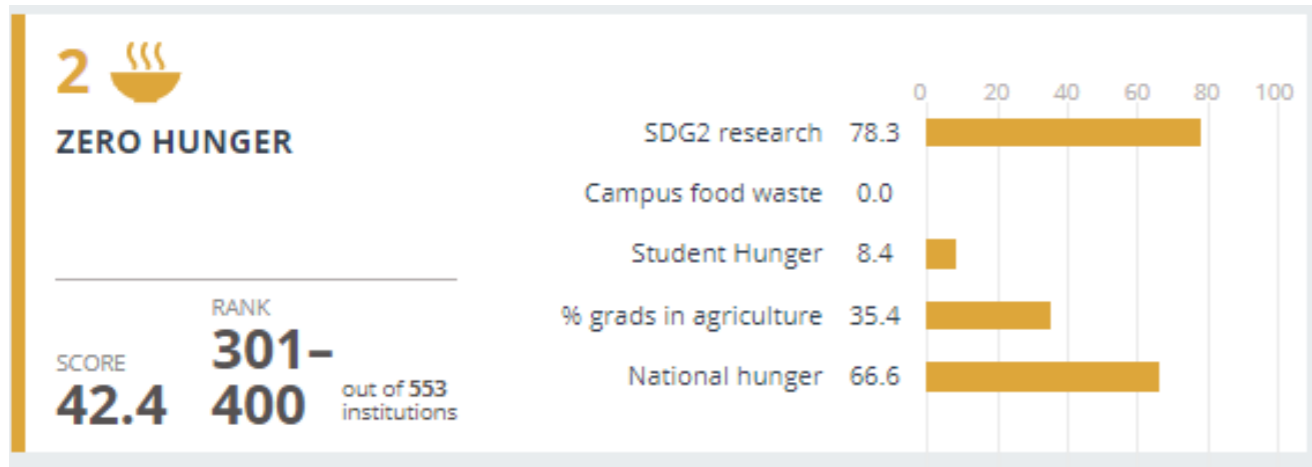 2
ZERO HUNGER
SCORE
42.4
RANK
301–
400
out of 553
institutions
0 20 40 60 80 100
SDG2 research 78.3
Campus food waste 0.0
Student Hunger 8.4
% grads in agriculture 35.4
National hunger 66.6